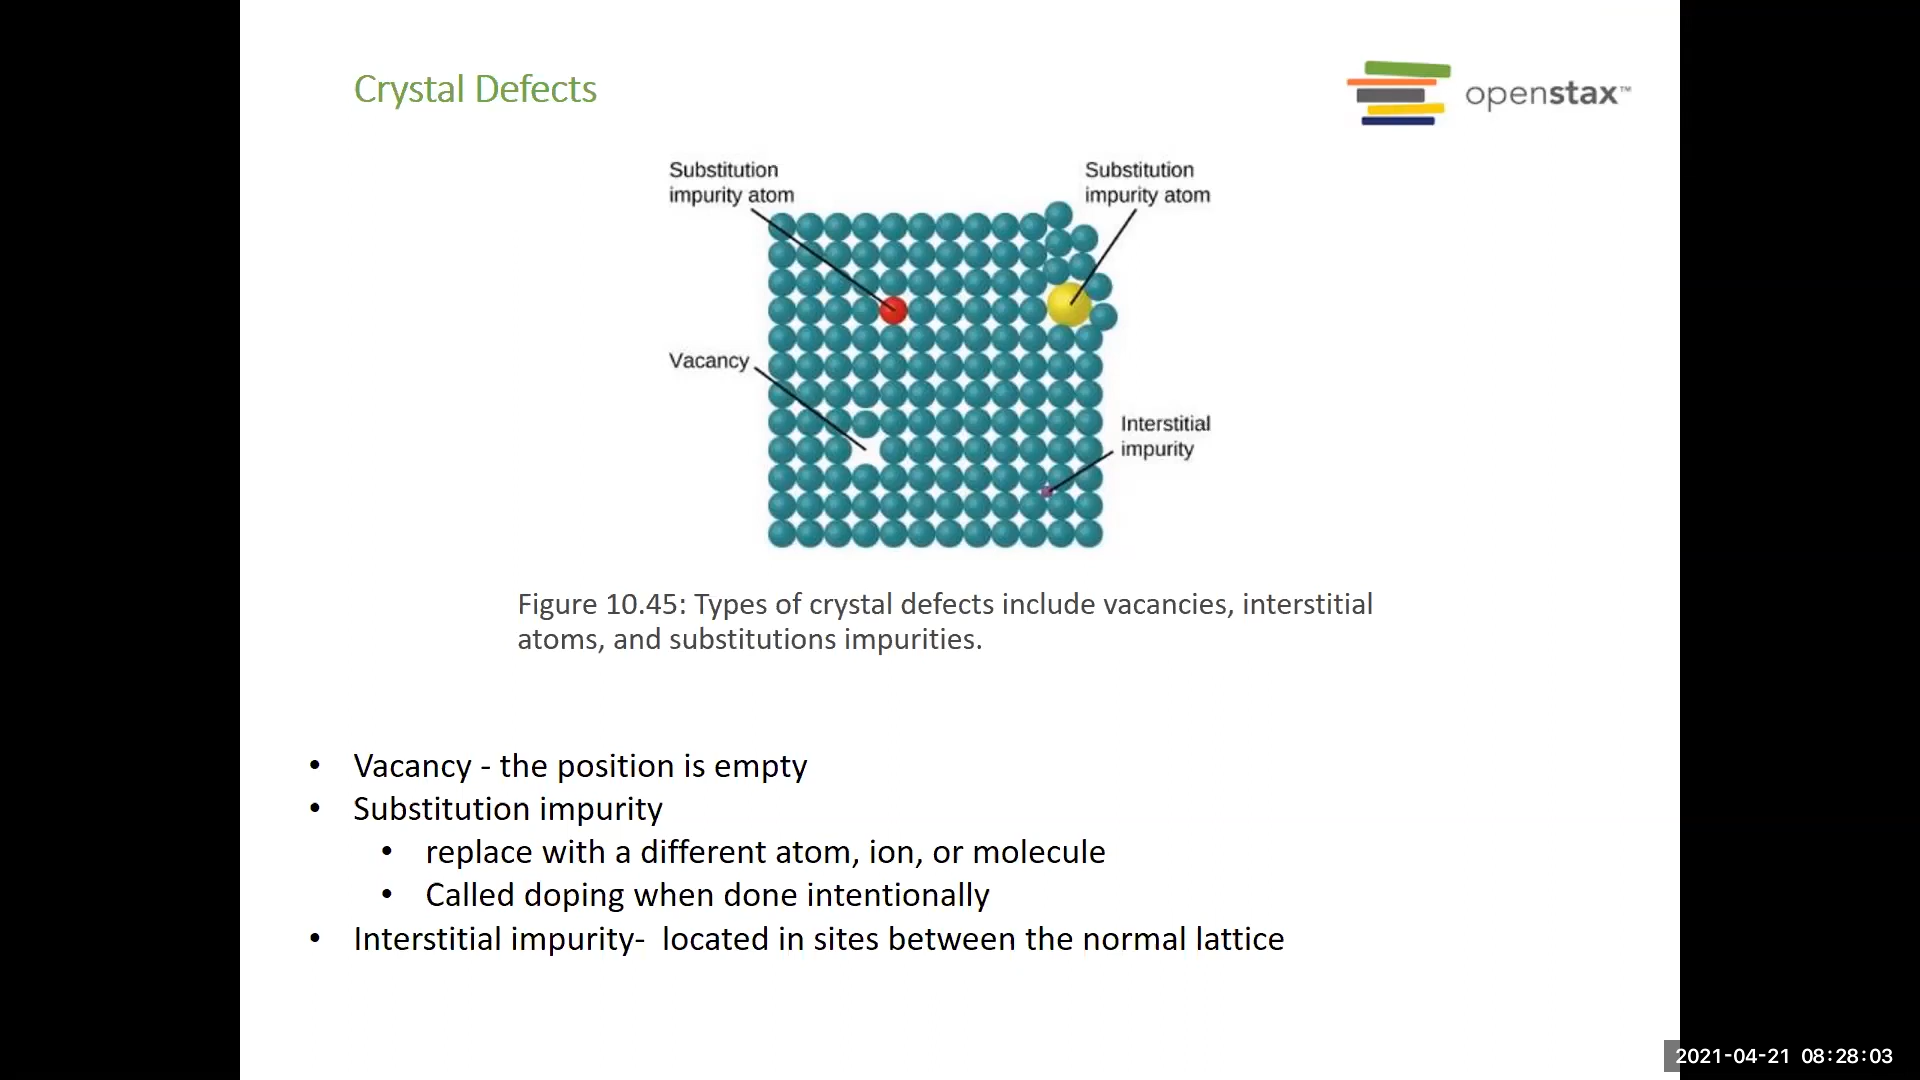 Crystal Defects
openstax™
Substitution
impurity atom
Substitution
impurity atom
Vacancy
Interstitial
impurity
Figure 10.45: Types of crystal defects include vacancies, interstitial
atoms, and substitutions impurities.
• Vacancy - the position is empty
• Substitution impurity
• replace with a different atom, ion, or molecule
• Called doping when done intentionally
• Interstitial impurity-  located in sites between the normal lattice
2021-04-21 08:28:03